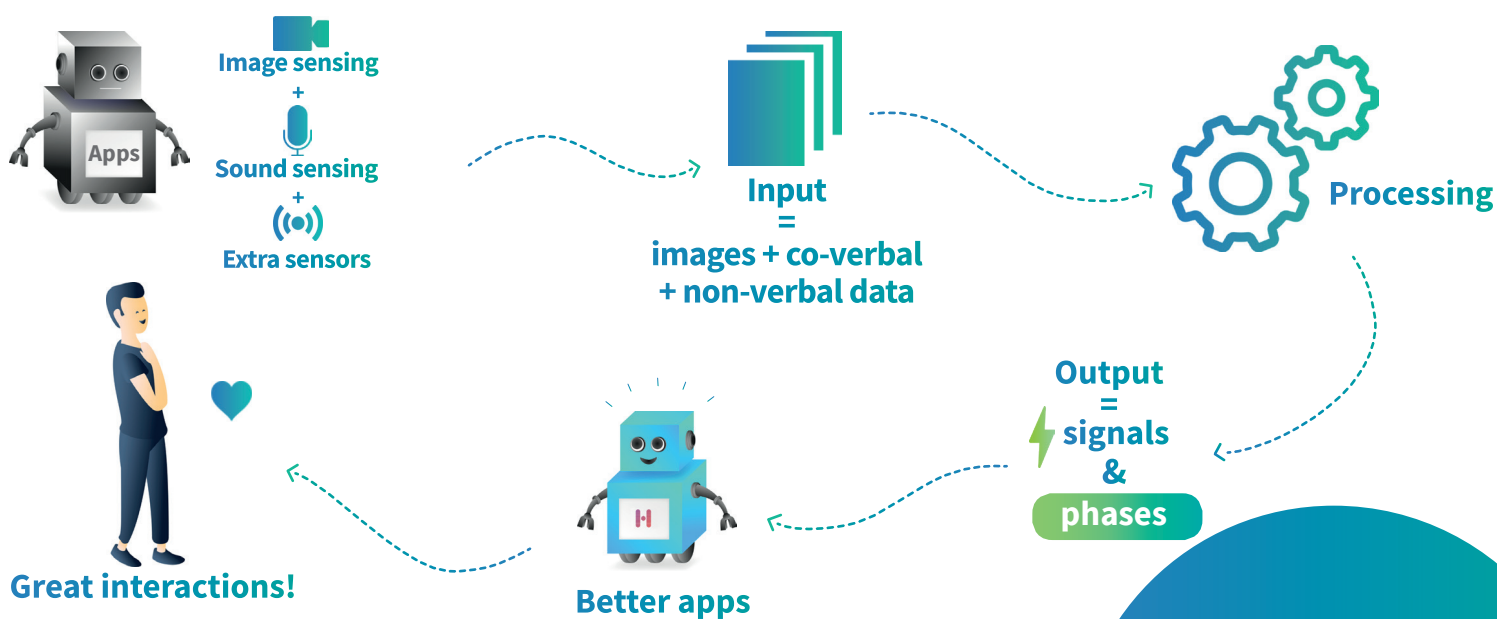 Apps
Image sensing
+
Sound sensing
+
Extra sensors
Input
=
images + co-verbal
+ non-verbal data
Processing
Output
=
signals
&
phases
H
Better apps
Great interactions!